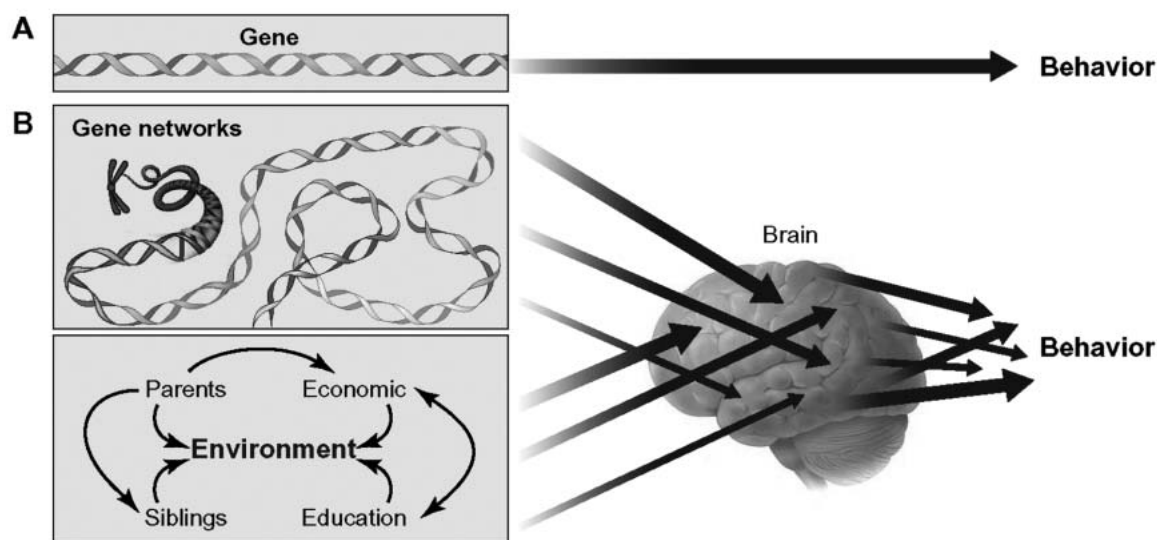 A
Gene
Behavior
B
Gene networks
Brain
Behavior
Parents
Economic
Environment
Siblings
Education